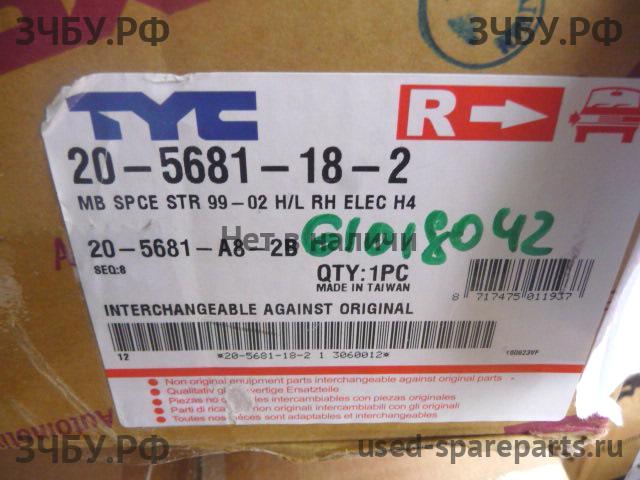 ЗЧБУ.РФ
ЗЧБУ.РФ
TYC
R
20-5681-18-2
MB SPCE STR 99-02 H/L RH ELEC H4
20-5681-A8-2B
Нет в наличии
G1018042
SEQ:8
QTY:1PC
MADE IN TAIWAN
8 717475 011937
INTERCHANGEABLE AGAINST ORIGINAL
12
*20-5681-18-2 1 3060012*
100823VF
Non original equipment parts interchangeable against original parts
Qualitativ gleichwertige Ersatzteile
Piezas no originales intercambiables con piezas originales
Parti di ricambio non originali intercambiabili con gli originali
Toutes nos pièces sont adaptables et interchangeables
Automo
ЗЧБУ.РФ
used-spareparts.ru